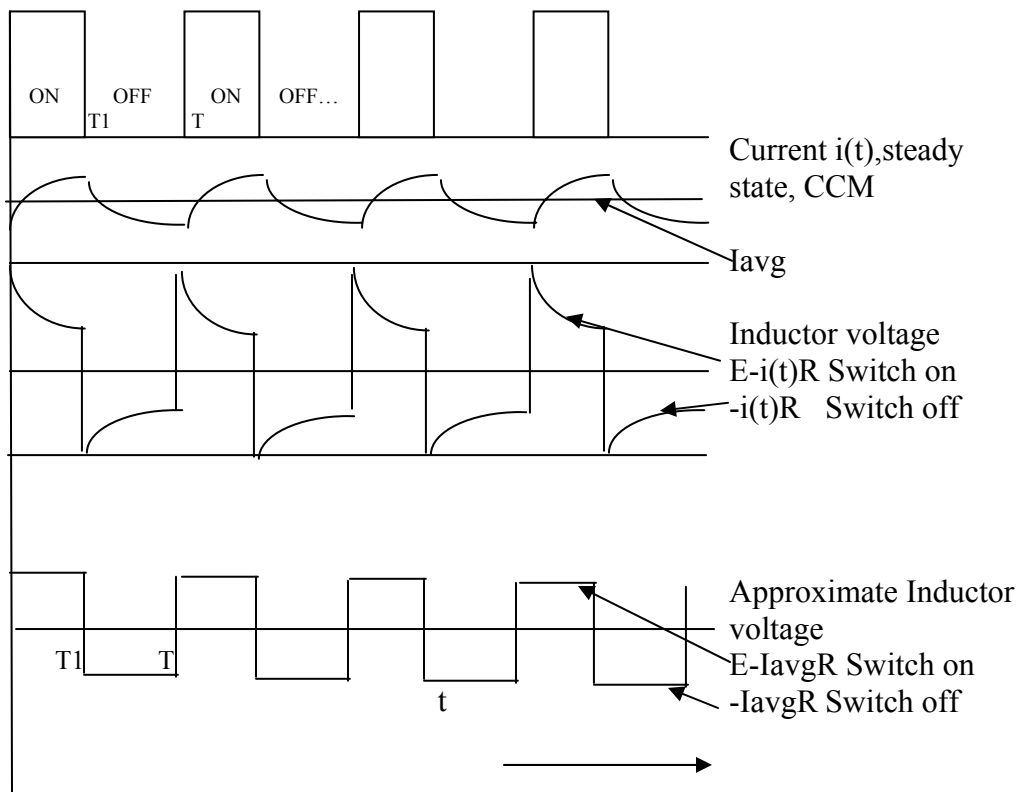 ON OFF ON OFF…
T1 T
Current i(t),steady
state, CCM
Iavg
Inductor voltage
E-i(t)R Switch on
-i(t)R Switch off
Approximate Inductor
voltage
T1 T
E-IavgR Switch on
-IavgR Switch off
t